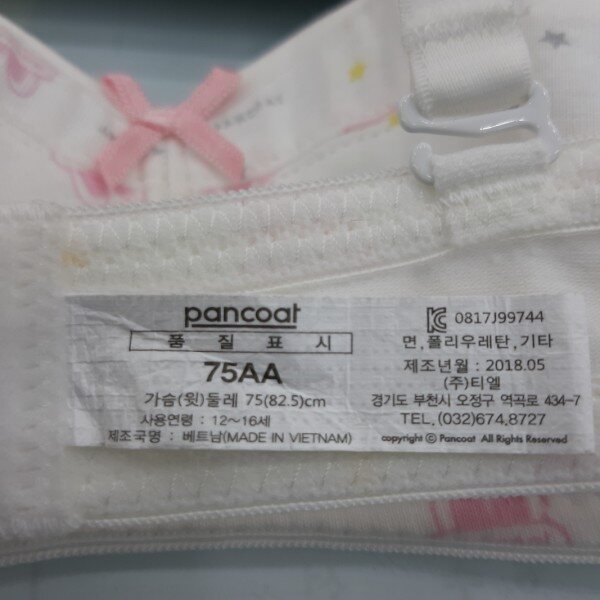 pancoat
품 질 표 시
75AA
가슴(윗)둘레 75(82.5)cm
사용연령 : 12~16세
제조국명 : 베트남(MADE IN VIETNAM)
KC 0817J99744
면, 폴리우레탄, 기타
제조년월 : 2018.05
(주)티엘
경기도 부천시 오정구 역곡로 434-7
TEL. (032)674.8727
copyright © Pancoat All Rights Reserved